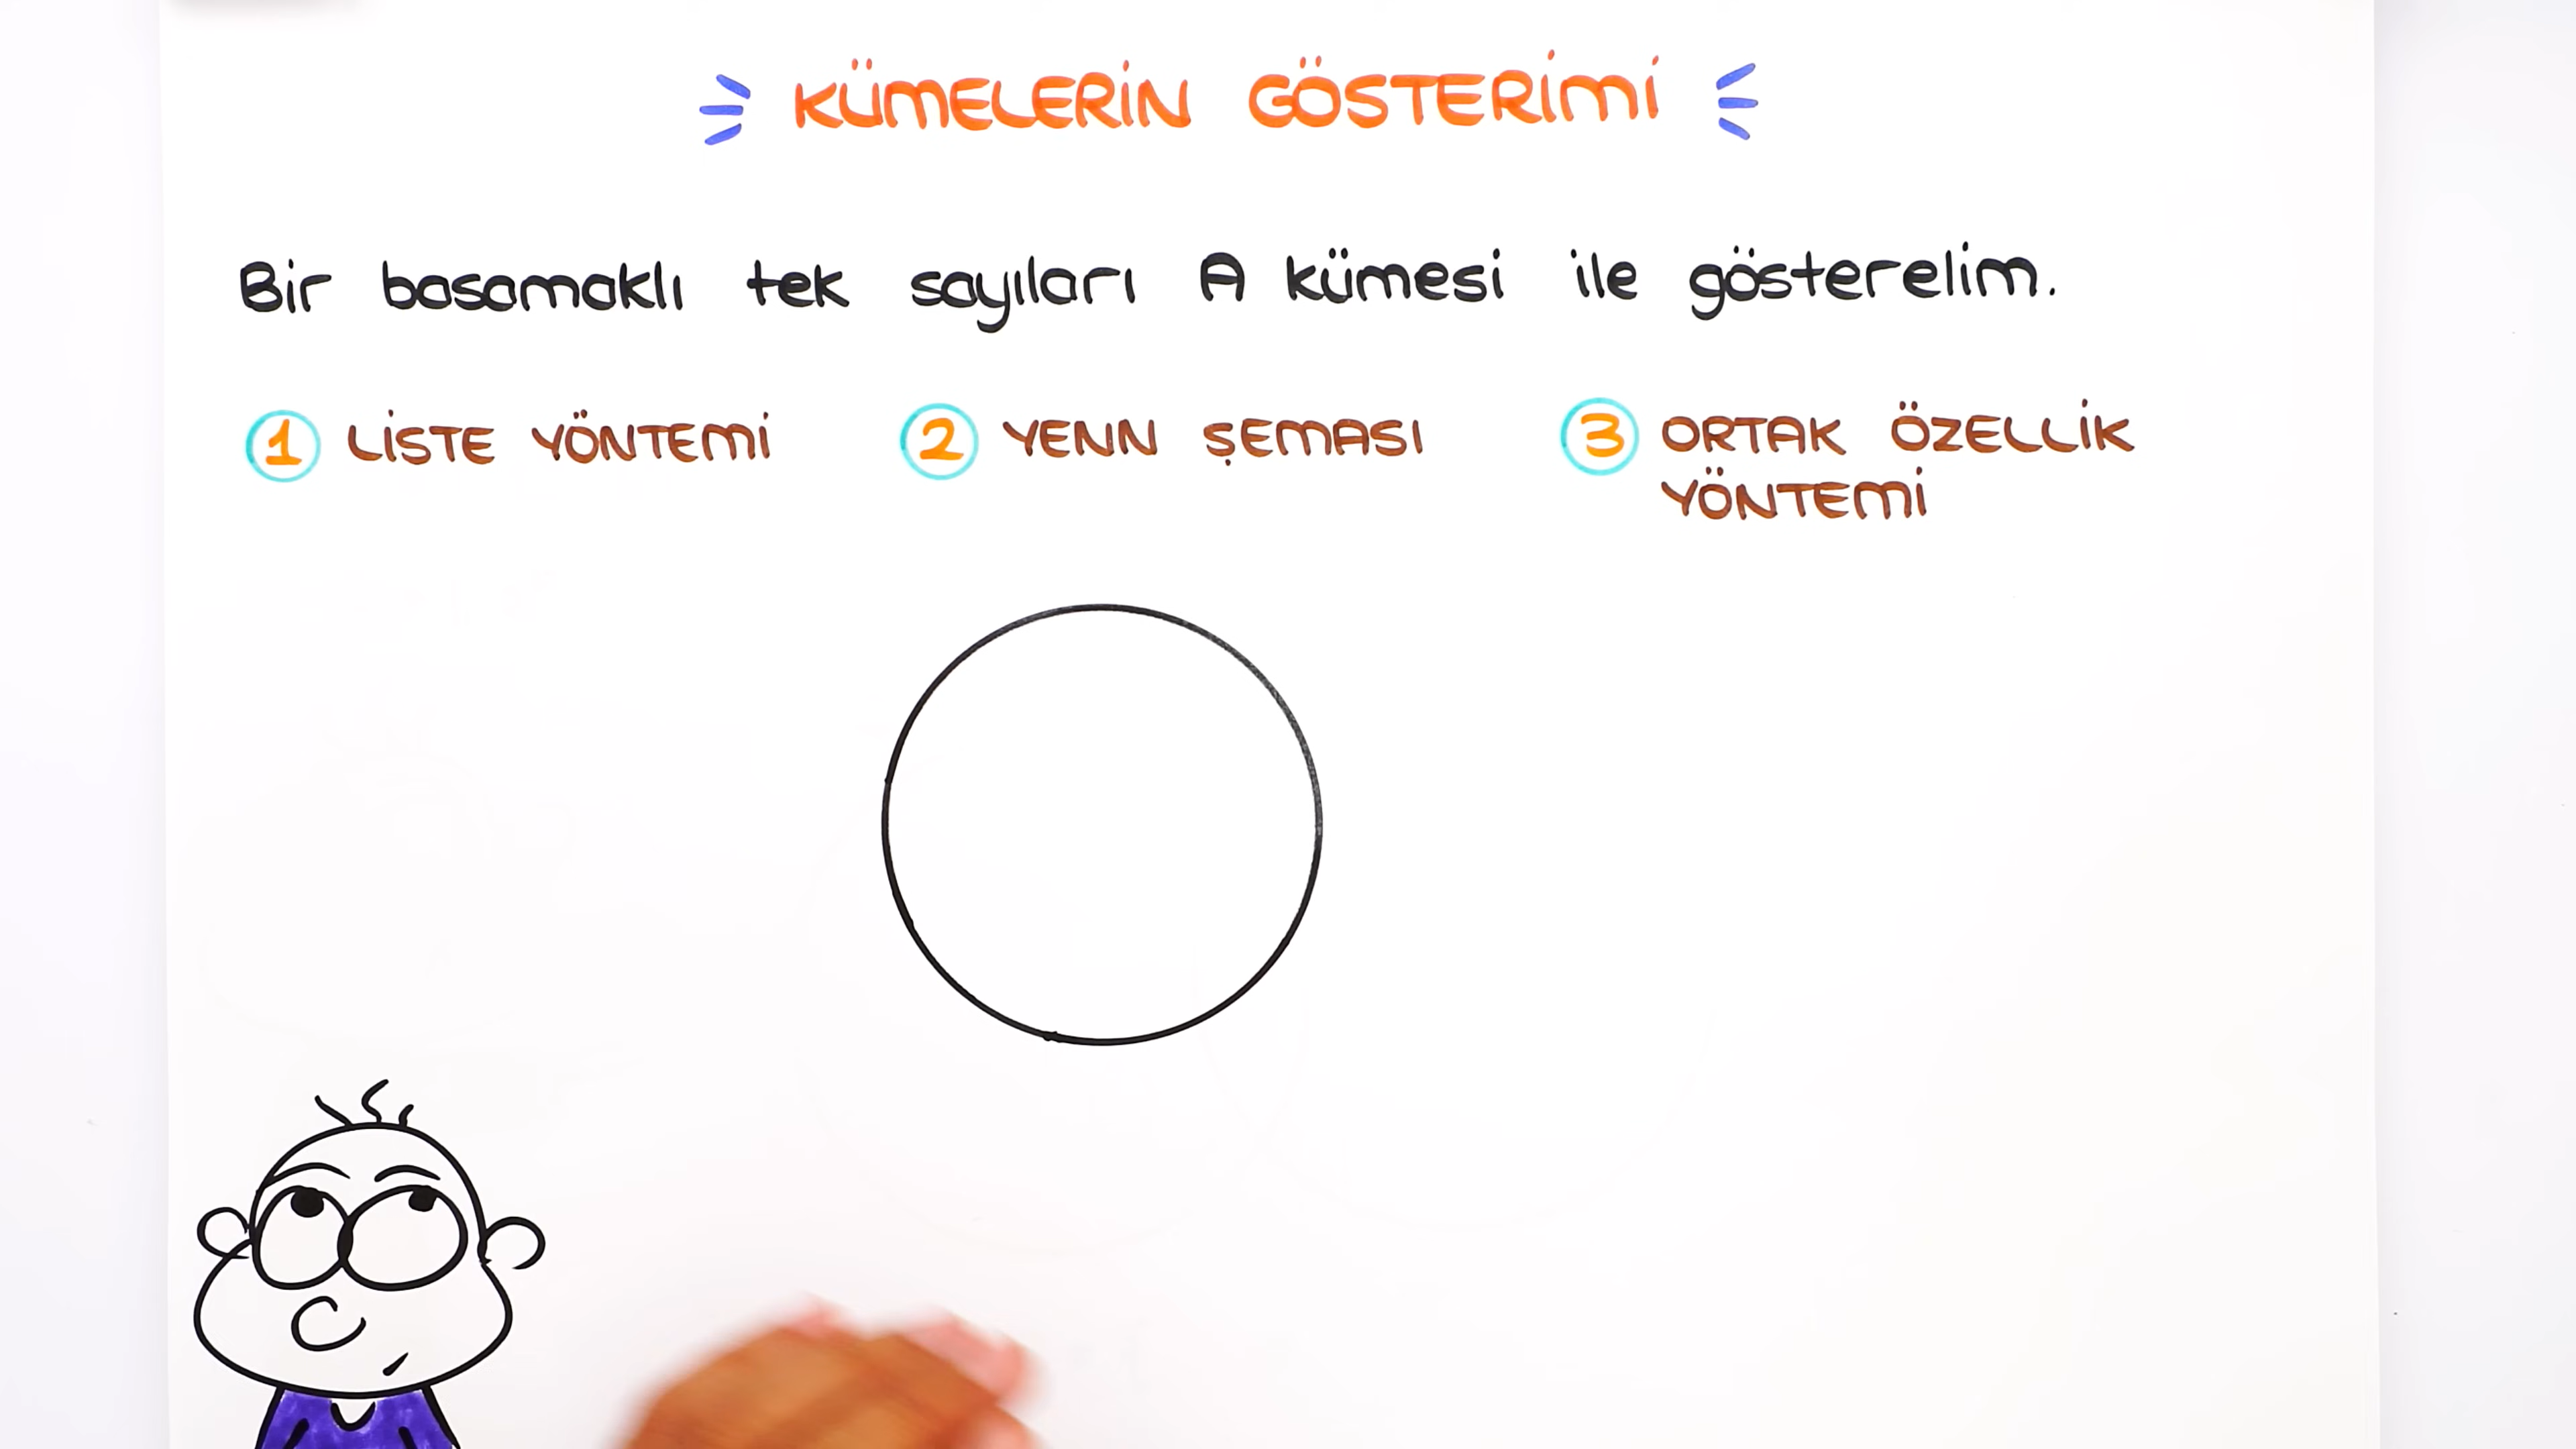 KÜMELERİN GÖSTERİMİ
Bir basamaklı tek sayıları A kümesi ile gösterelim.
1 LİSTE YÖNTEMİ
2 VENN ŞEMASI
3 ORTAK ÖZELLİK
YÖNTEMİ